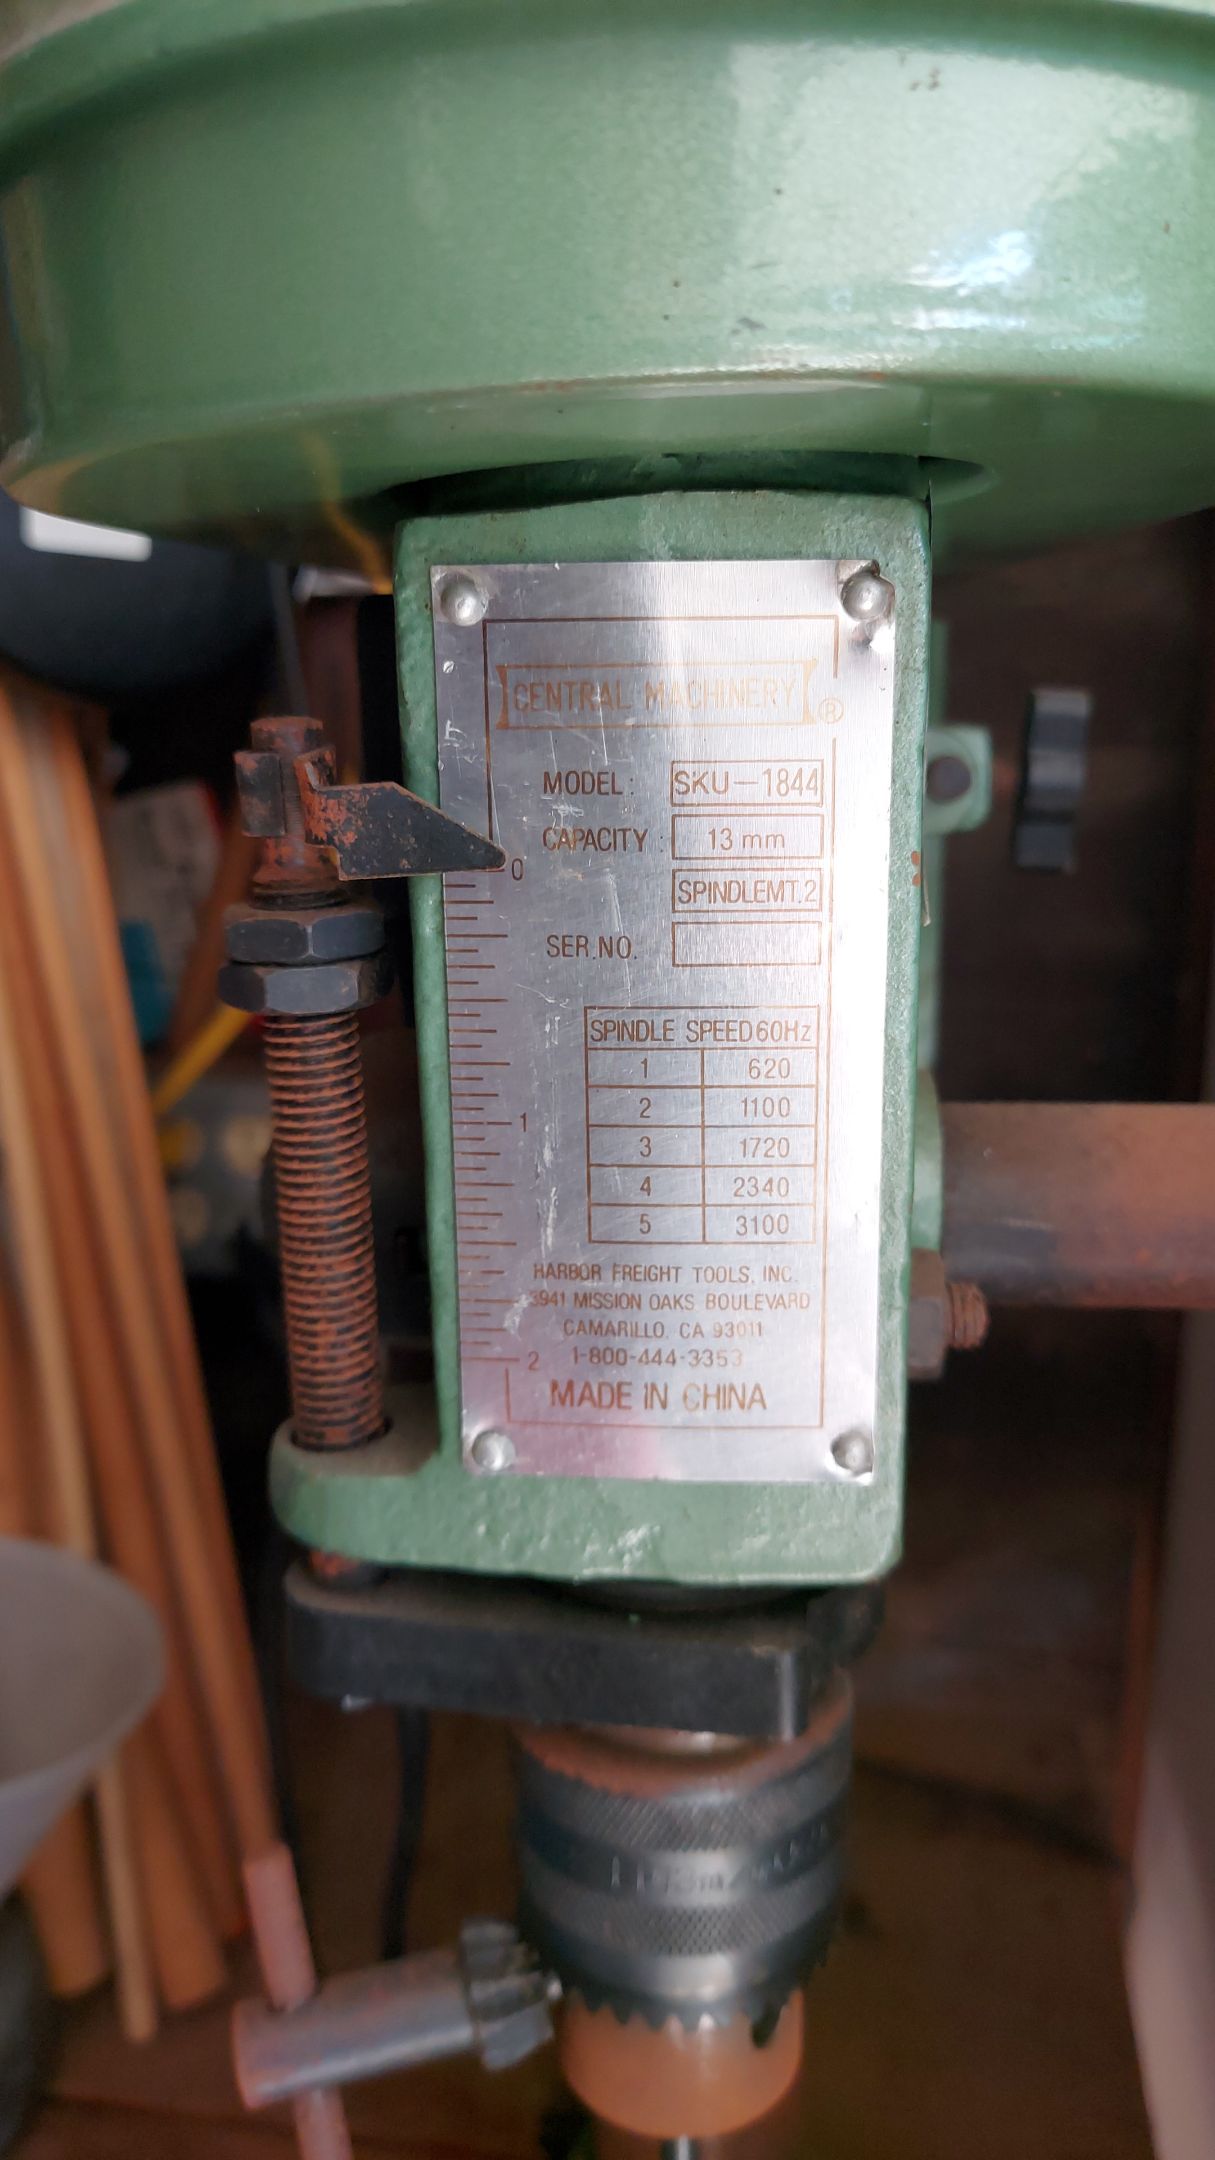 CENTRAL MACHINERY ®
MODEL: SKU-1844
CAPACITY: 13 mm
SPINDLEMT.2
SER.NO.
0
1
2
SPINDLE SPEED 60Hz
1 620
2 1100
3 1720
4 2340
5 3100
HARBOR FREIGHT TOOLS, INC.
3941 MISSION OAKS BOULEVARD
CAMARILLO, CA 93011
1-800-444-3353
MADE IN CHINA